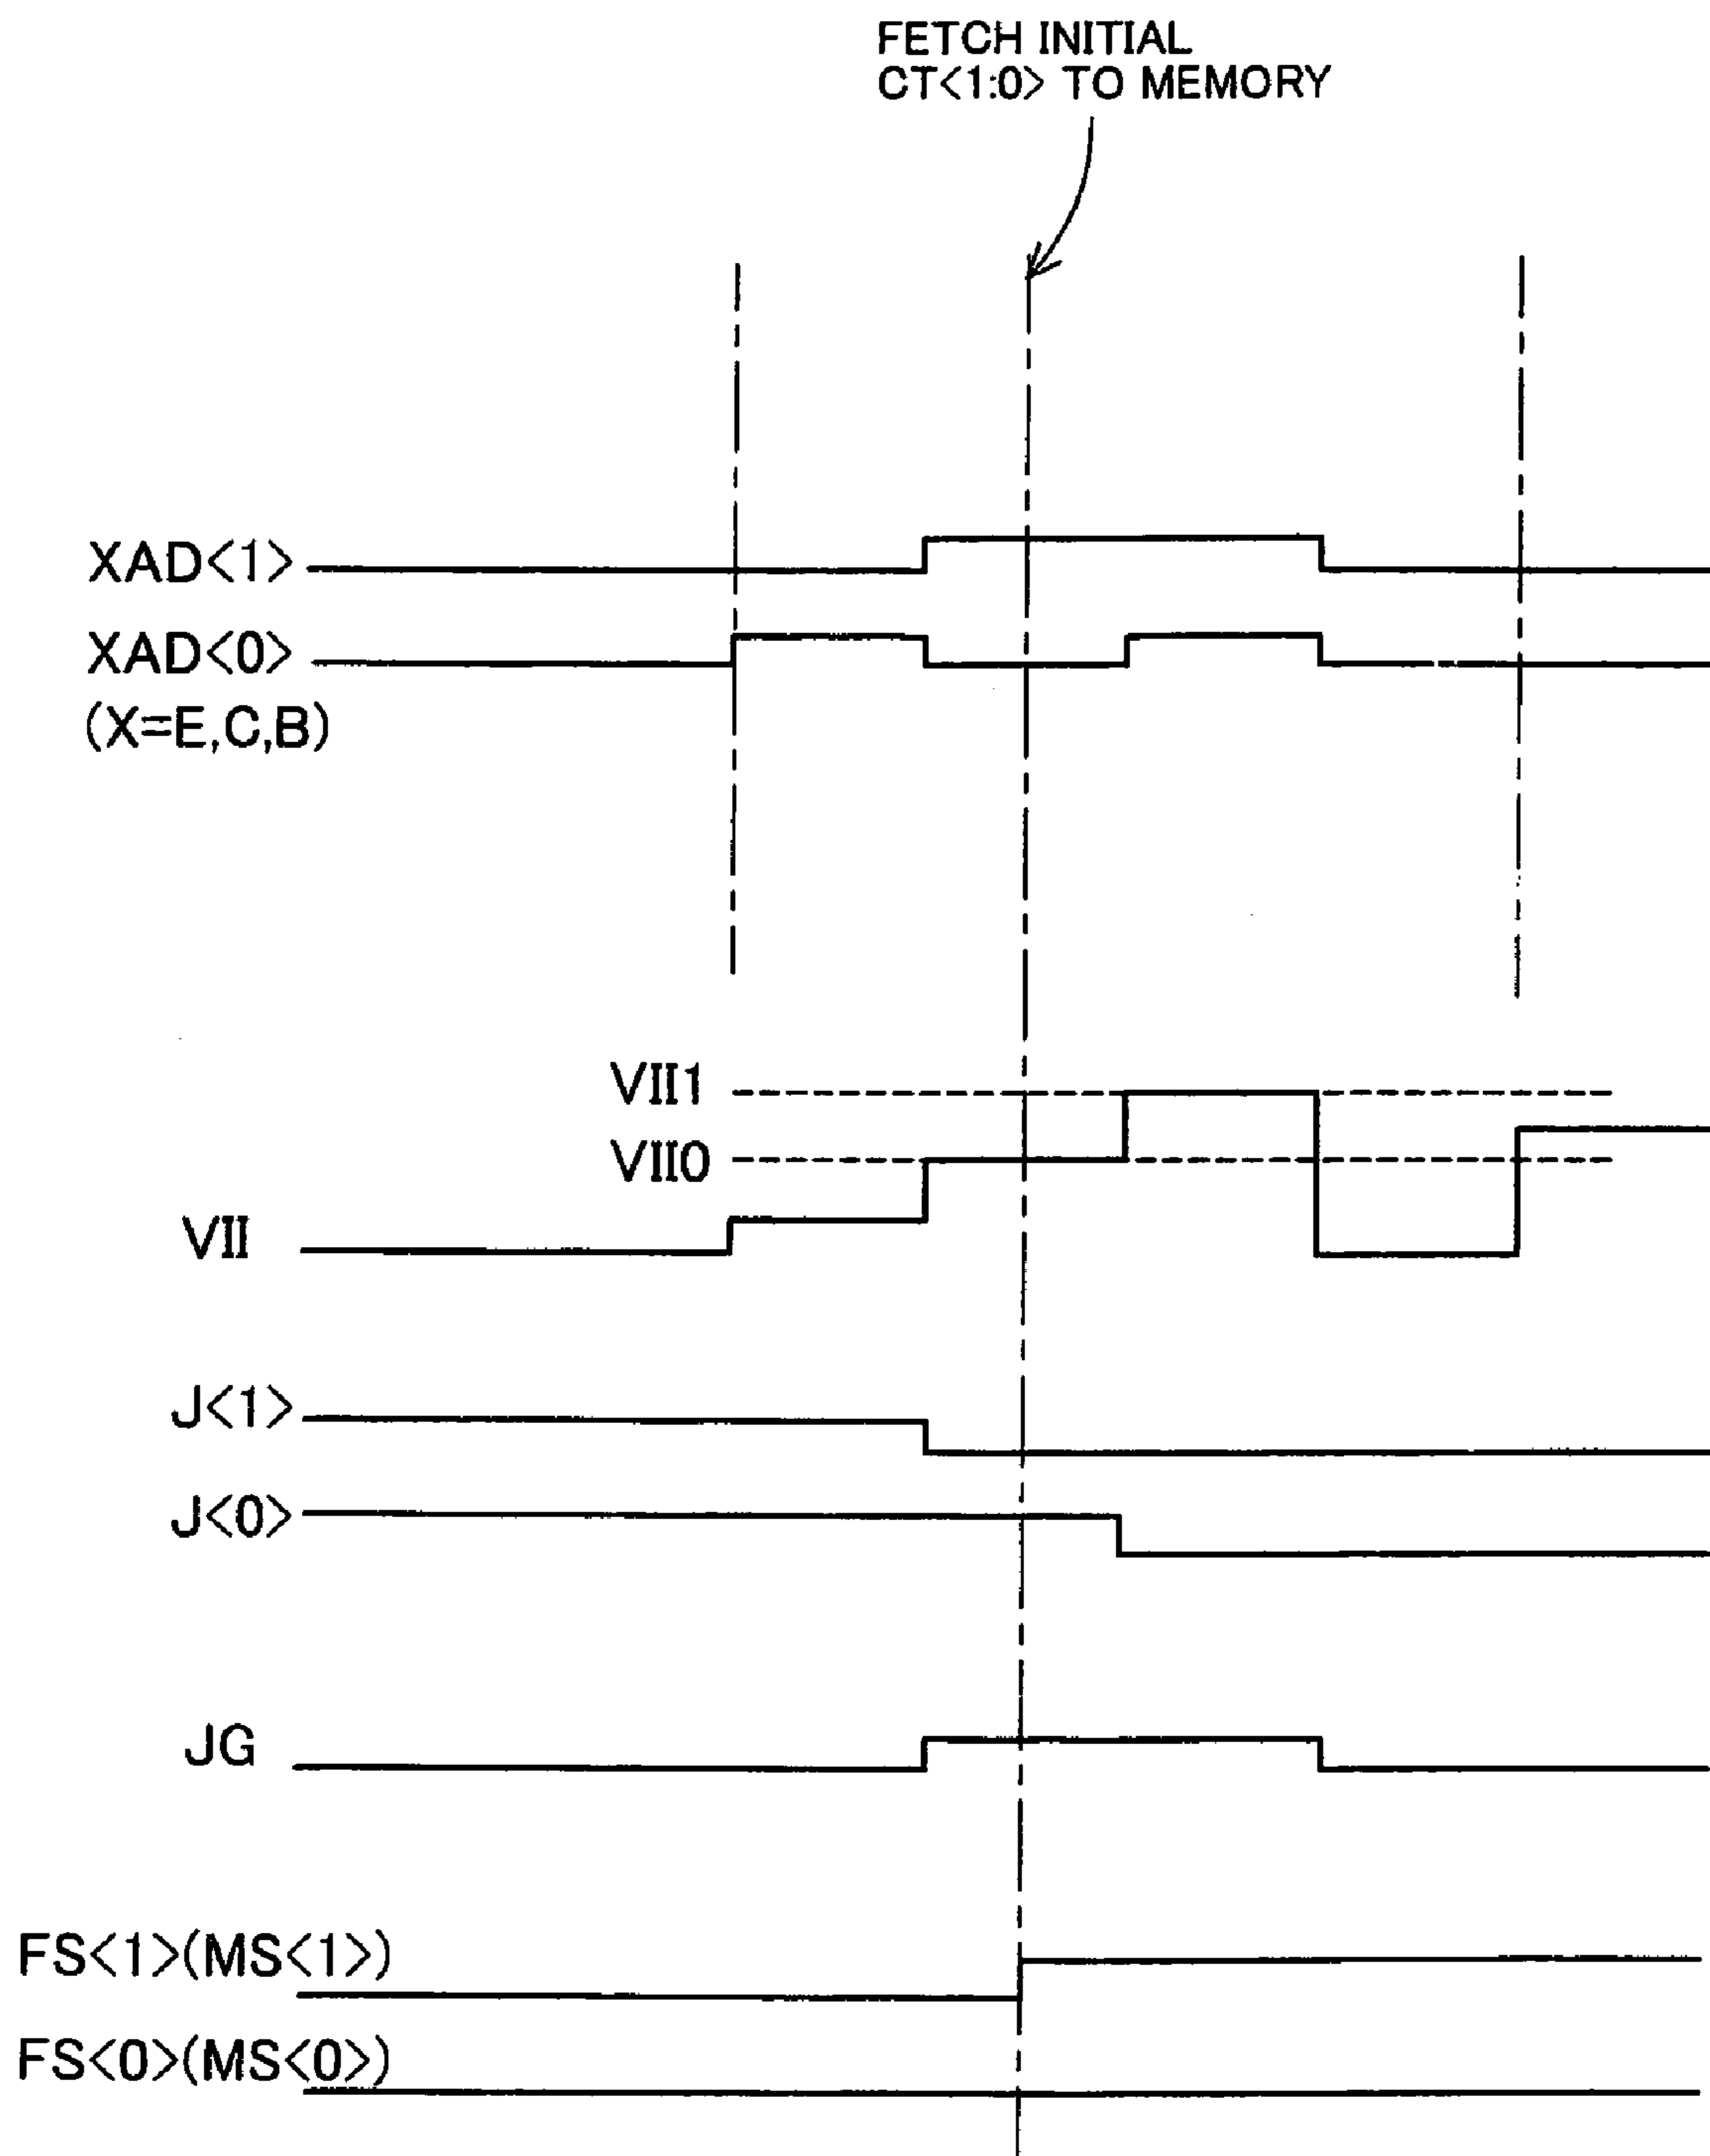 FETCH INITIAL
CT<1:0> TO MEMORY
XAD<1>
XAD<0>
(X=E,C,B)
VII1
VII0
VII
J<1>
J<0>
JG
FS<1>(MS<1>)
FS<0>(MS<0>)